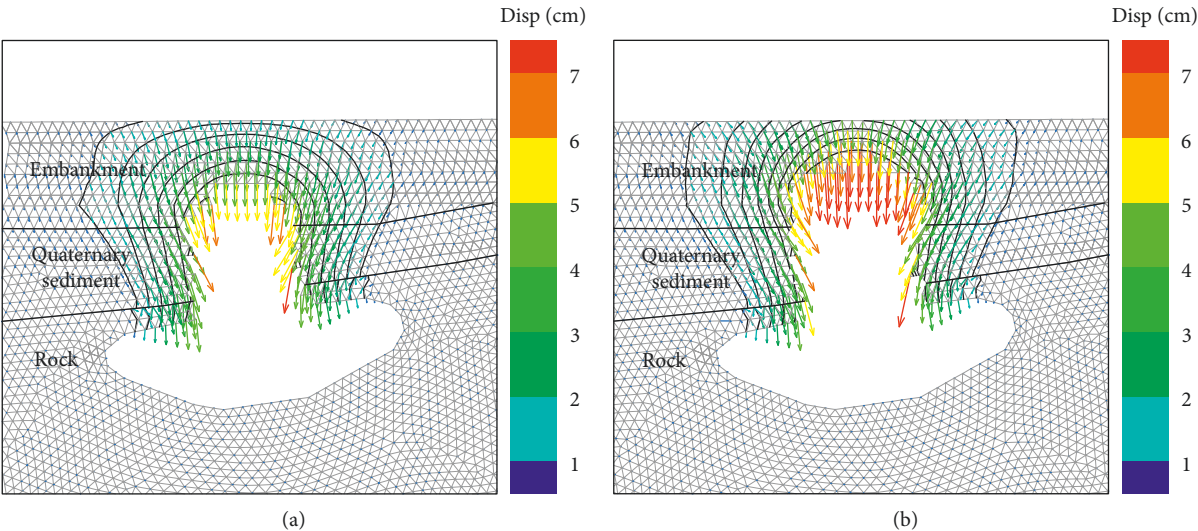 Disp (cm)
7
6
5
4
3
2
1
Embankment
Quaternary
sediment
Rock
(a)
Disp (cm)
7
6
5
4
3
2
1
Embankment
Quaternary
sediment
Rock
(b)